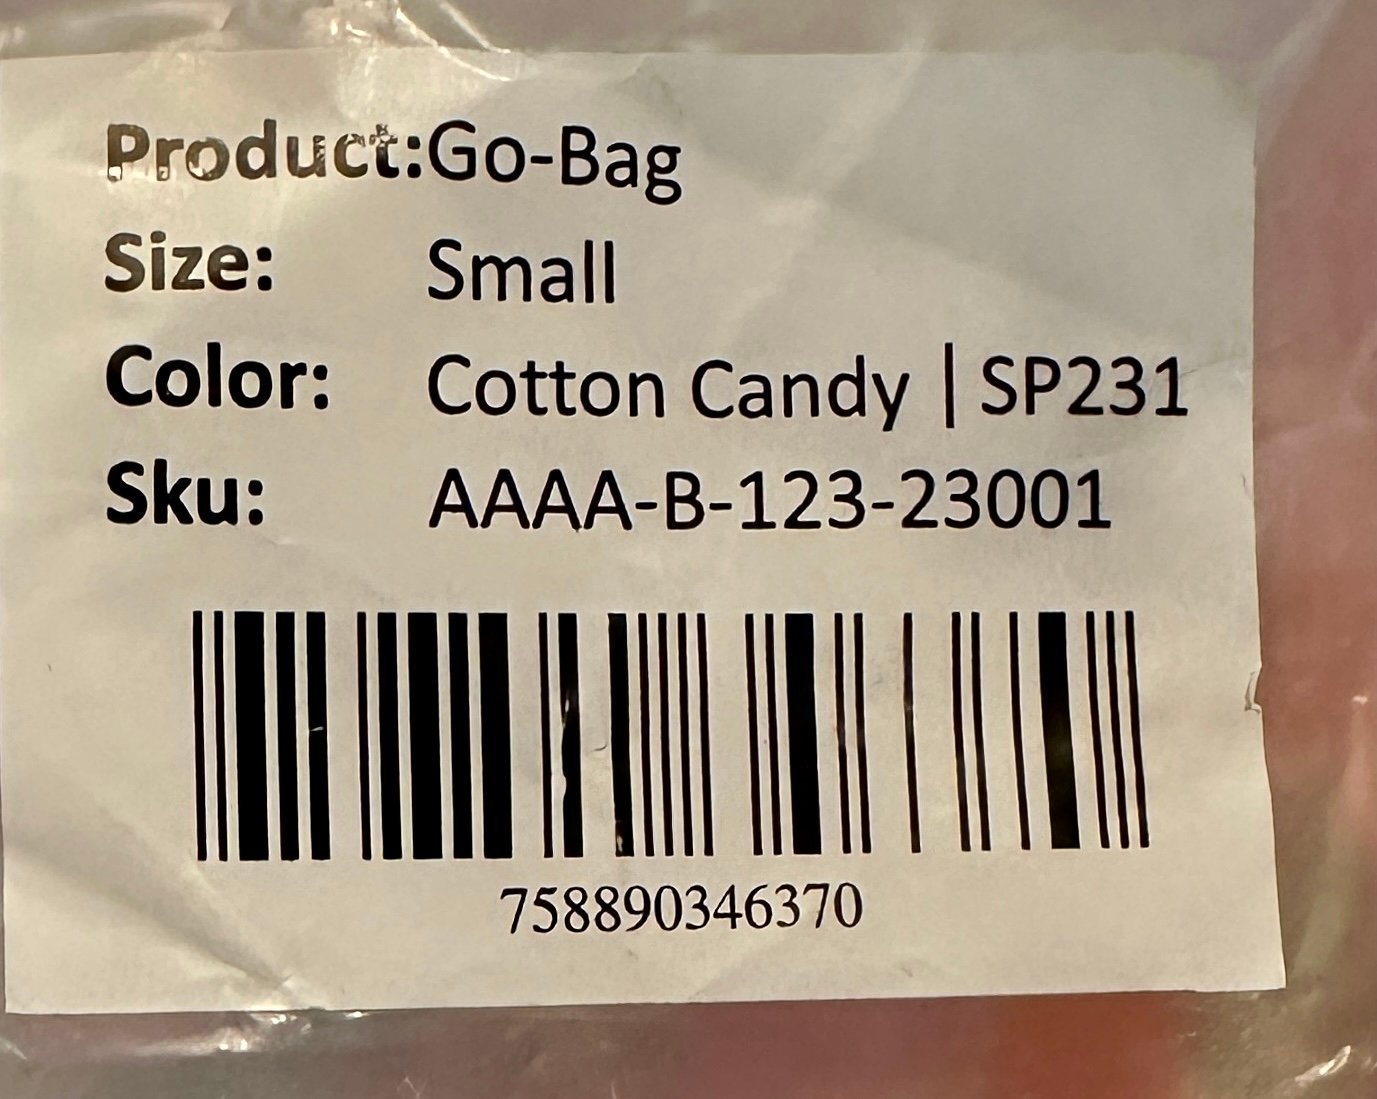 Product:Go-Bag
Size: Small
Color: Cotton Candy | SP231
Sku: AAAA-B-123-23001
758890346370